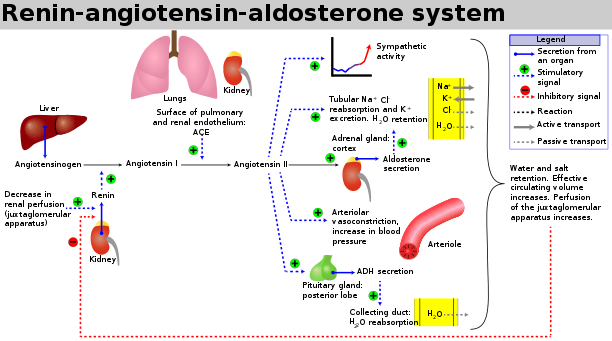 Renin-angiotensin-aldosterone system
Legend
Secretion from
an organ
Stimulatory
signal
Inhibitory signal
Reaction
Active transport
Passive transport
Sympathetic
activity
Lungs
Kidney
Liver
Surface of pulmonary
and renal endothelium:
ACE
Tubular Na⁺ Cl⁻
reabsorption and K⁺
excretion. H₂O retention
Na⁺
K⁺
Cl⁻
H₂O
Adrenal gland:
cortex
Aldosterone
secretion
Angiotensinogen
Angiotensin I
Angiotensin II
Decrease in
renal perfusion
(juxtaglomerular
apparatus)
Renin
Kidney
Arteriolar
vasoconstriction,
increase in blood
pressure
Arteriole
Water and salt
retention. Effective
circulating volume
increases. Perfusion
of the juxtaglomerular
apparatus increases.
ADH secretion
Pituitary gland:
posterior lobe
Collecting duct:
H₂O reabsorption
H₂O